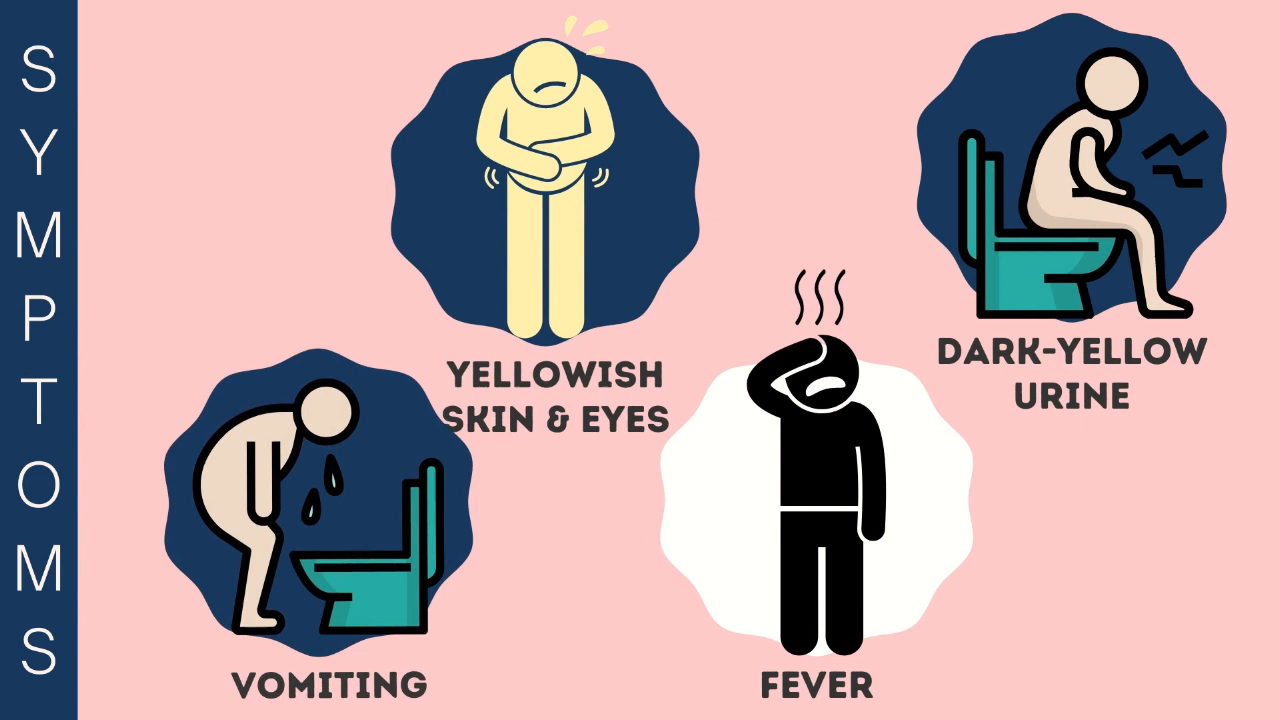 SYMPTOMS
YELLOWISH
SKIN & EYES
DARK-YELLOW
URINE
VOMITING
FEVER